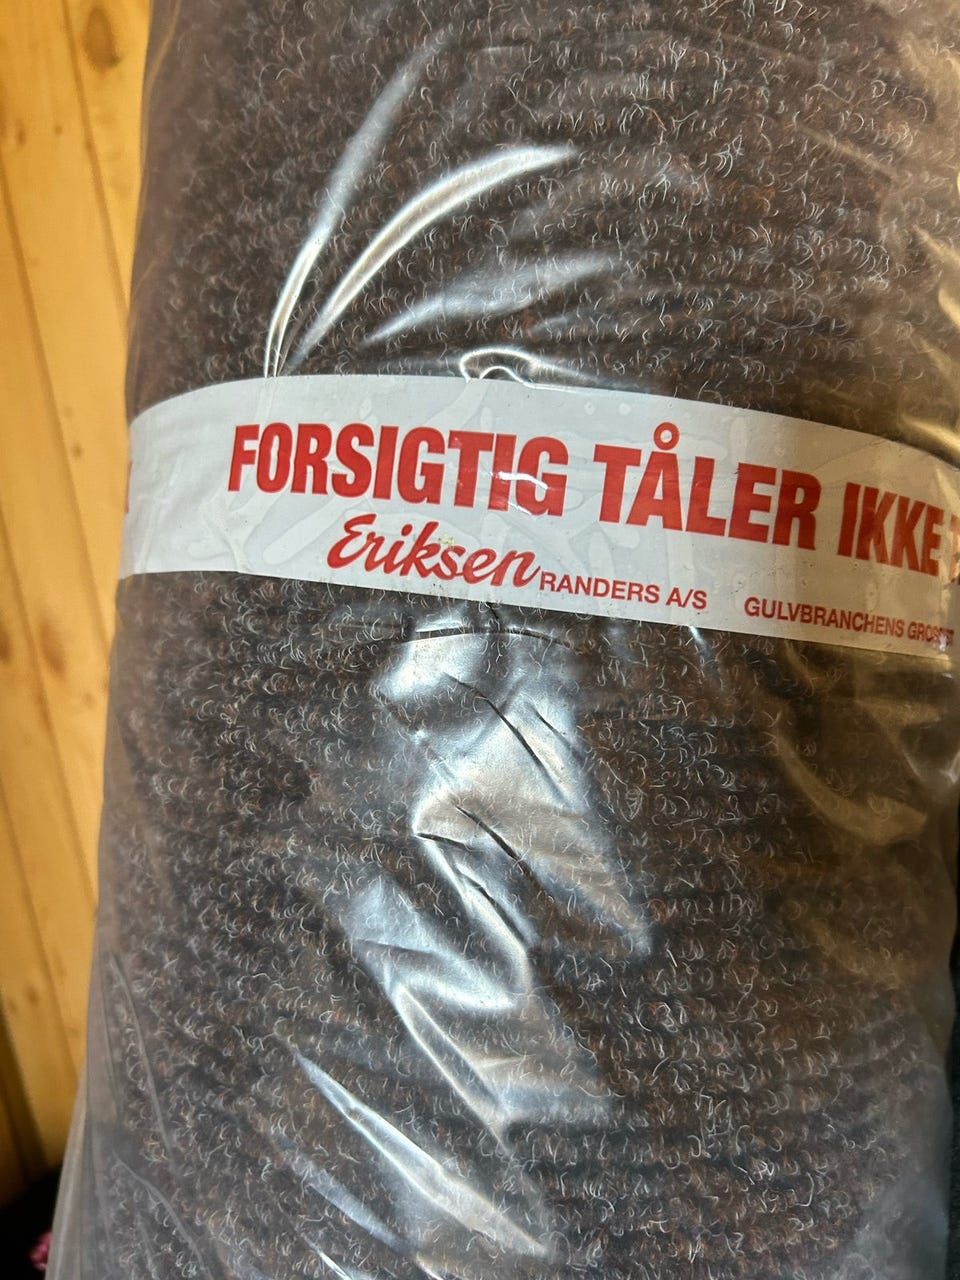 FORSIGTIG TÅLER IKKE
Eriksen RANDERS A/S GULVBRANCHENS